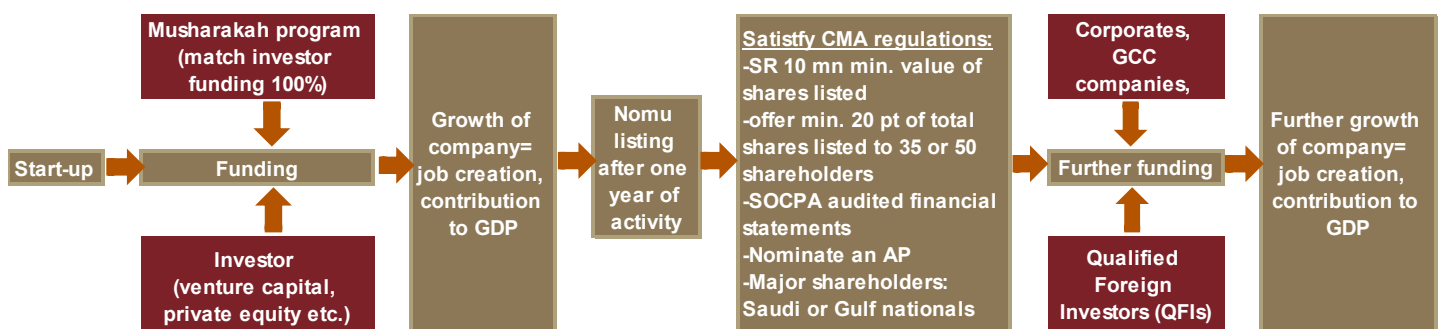 Start-up
Musharakah program
(match investor
funding 100%)
Funding
Investor
(venture capital,
private equity etc.)
Growth of
company=
job creation,
contribution
to GDP
Nomu
listing
after one
year of
activity
Satistfy CMA regulations:
-SR 10 mn min. value of
shares listed
-offer min. 20 pt of total
shares listed to 35 or 50
shareholders
-SOCPA audited financial
statements
-Nominate an AP
-Major shareholders:
Saudi or Gulf nationals
Corporates,
GCC
companies,
Further funding
Qualified
Foreign
Investors (QFIs)
Further growth
of company=
job creation,
contribution to
GDP